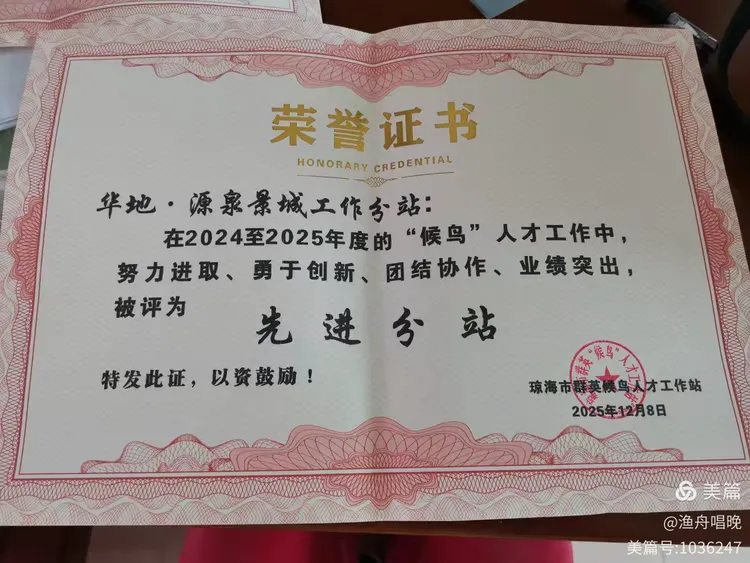 荣誉证书
HONORARY CREDENTIAL
华地·源泉景城工作分站：
在2024至2025年度的“候鸟”人才工作中，
努力进取、勇于创新、团结协作、业绩突出，
被评为
先进分站
特发此证，以资鼓励！
琼海市群英候鸟人才工作站
2025年12月8日
美篇
@渔舟唱晚
美篇号:1036247